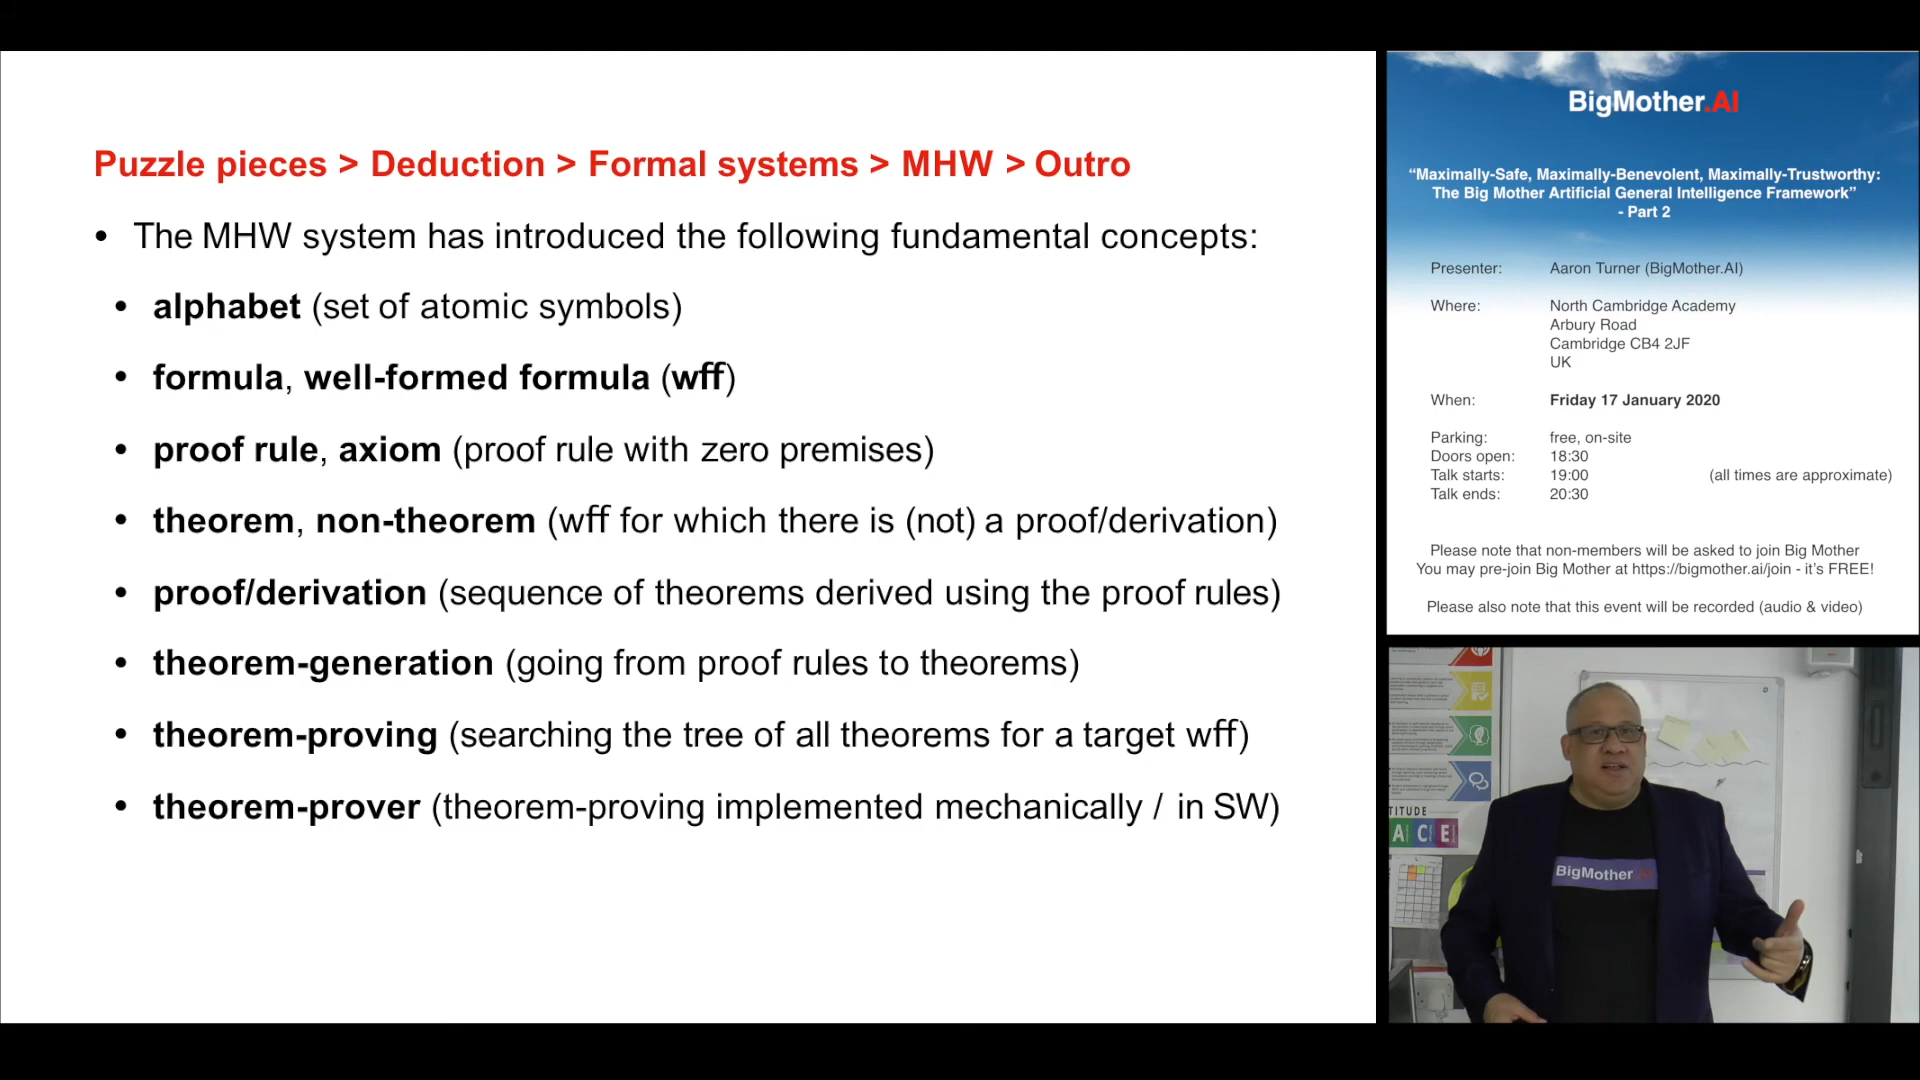 Puzzle pieces > Deduction > Formal systems > MHW > Outro
• The MHW system has introduced the following fundamental concepts:
• alphabet (set of atomic symbols)
• formula, well-formed formula (wff)
• proof rule, axiom (proof rule with zero premises)
• theorem, non-theorem (wff for which there is (not) a proof/derivation)
• proof/derivation (sequence of theorems derived using the proof rules)
• theorem-generation (going from proof rules to theorems)
• theorem-proving (searching the tree of all theorems for a target wff)
• theorem-prover (theorem-proving implemented mechanically / in SW)
BigMother.AI
“Maximally-Safe, Maximally-Benevolent, Maximally-Trustworthy:
The Big Mother Artificial General Intelligence Framework”
- Part 2
Presenter: Aaron Turner (BigMother.AI)
Where: North Cambridge Academy
Arbury Road
Cambridge CB4 2JF
UK
When: Friday 17 January 2020
Parking: free, on-site
Doors open: 18:30
Talk starts: 19:00 (all times are approximate)
Talk ends: 20:30
Please note that non-members will be asked to join Big Mother
You may pre-join Big Mother at https://bigmother.ai/join - it’s FREE!
Please also note that this event will be recorded (audio & video)
TITUDE
ACE
BigMother.AI